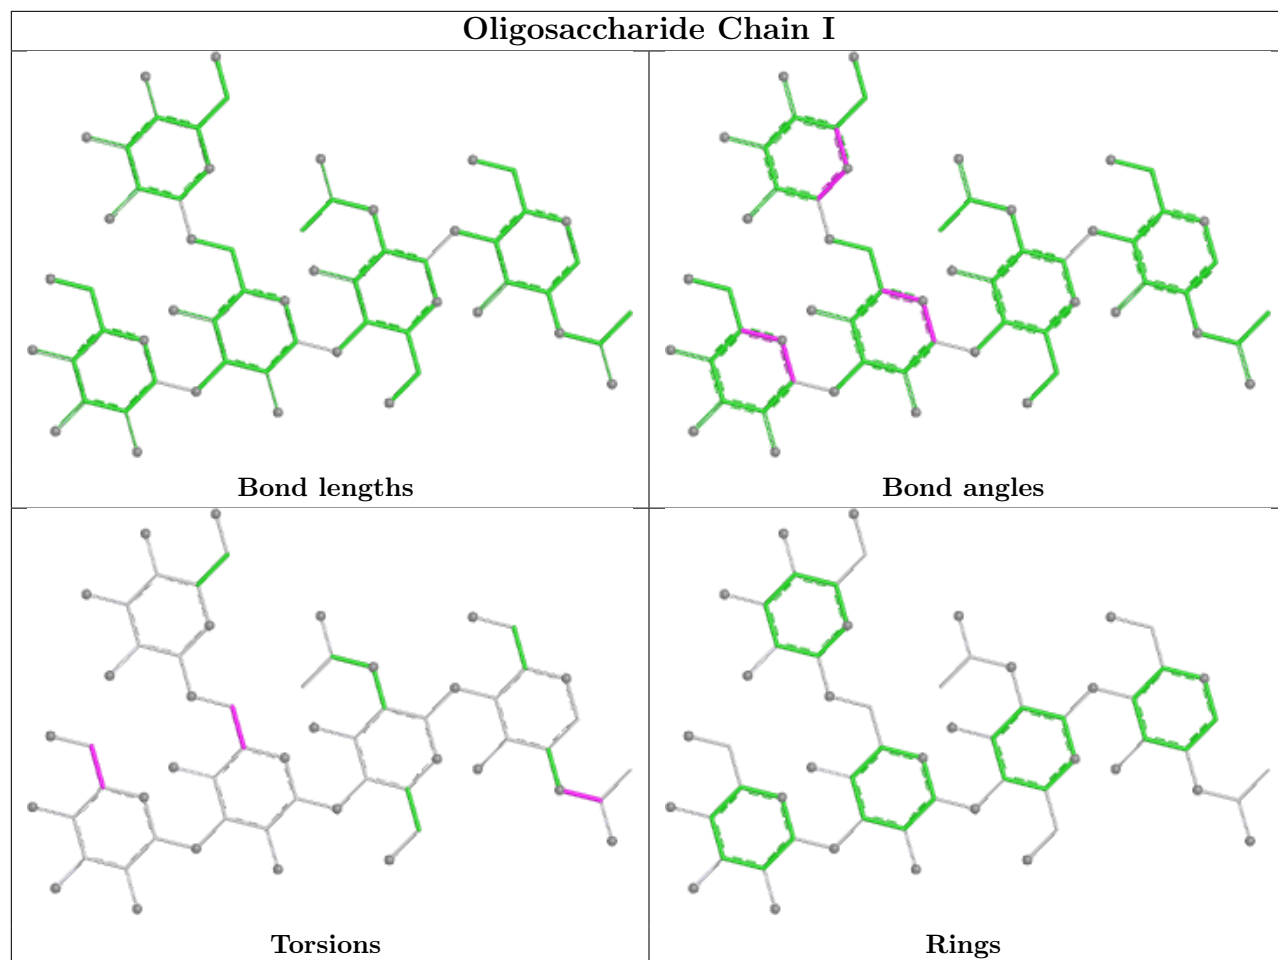 Oligosaccharide Chain I
Bond lengths
Bond angles
Torsions
Rings